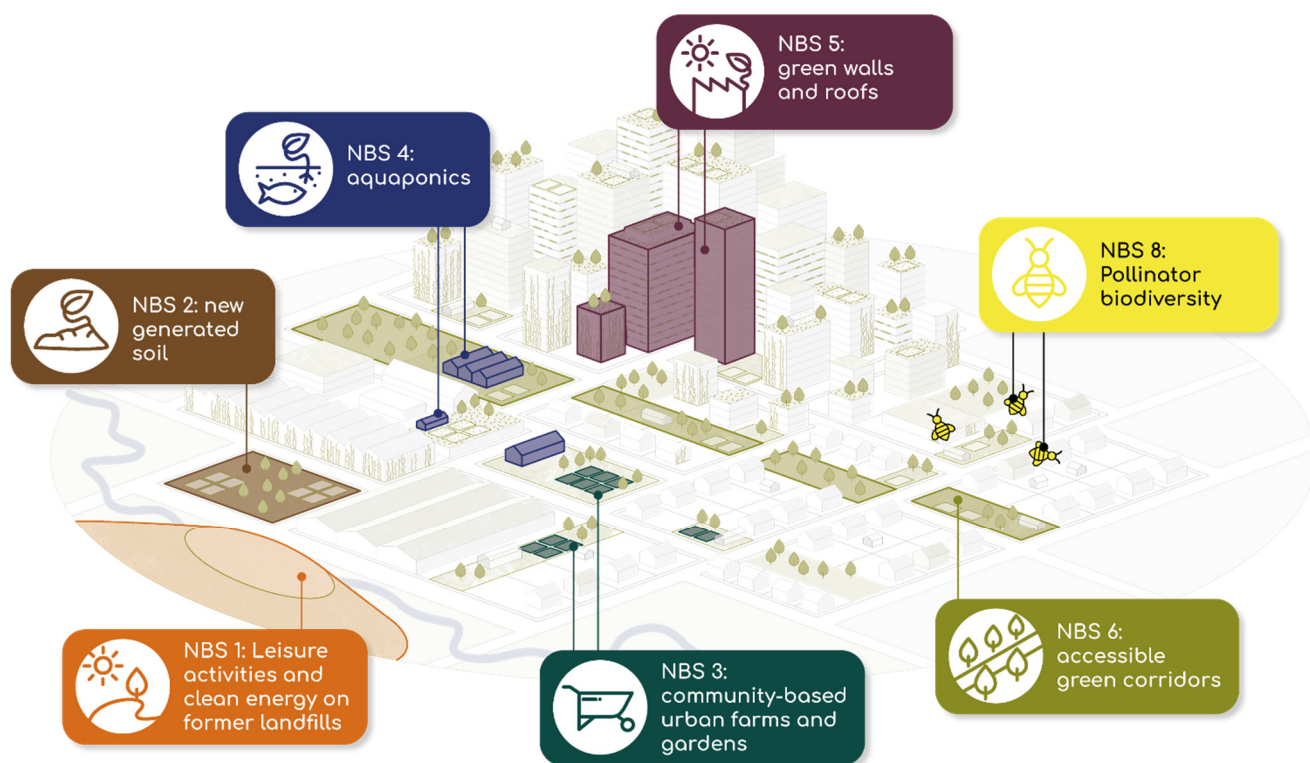 NBS 5:
green walls
and roofs
NBS 4:
aquaponics
NBS 8:
Pollinator
biodiversity
NBS 2: new
generated
soil
NBS 1: Leisure
activities and
clean energy on
former landfills
NBS 3:
community-based
urban farms and
gardens
NBS 6:
accessible
green corridors